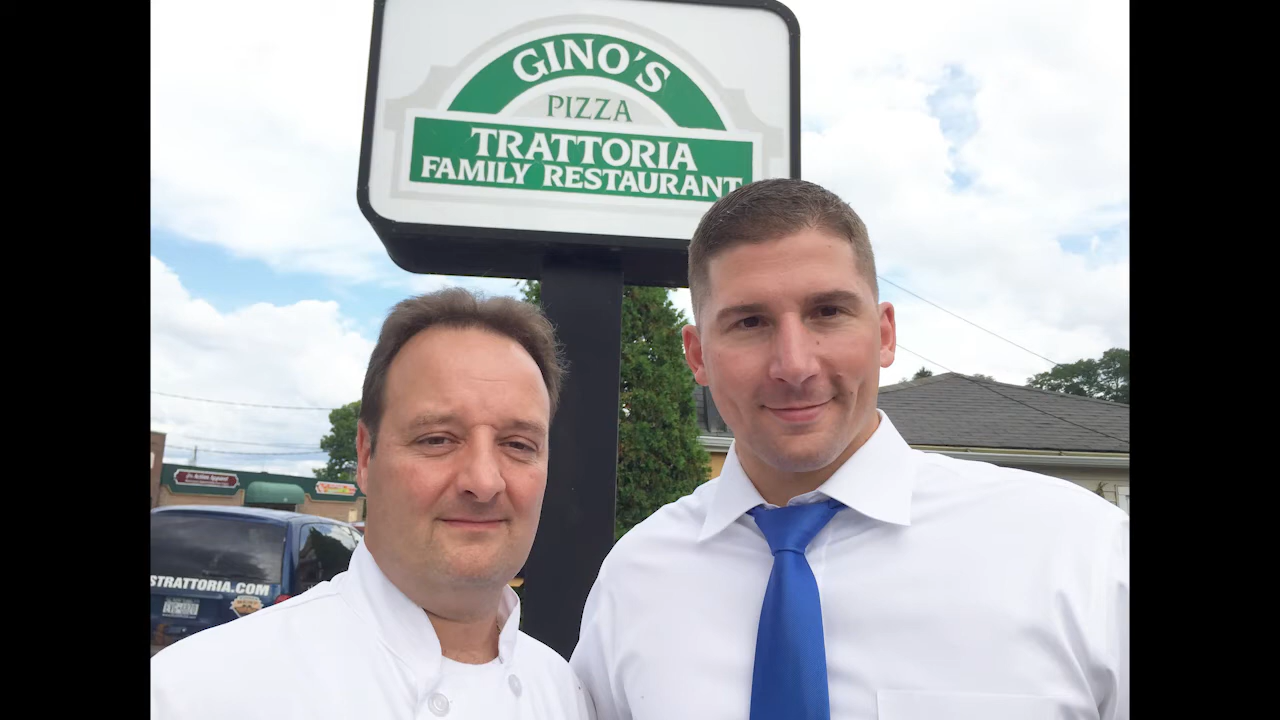 GINO'S
PIZZA
TRATTORIA
FAMILY RESTAURANT
STRATTORIA.COM